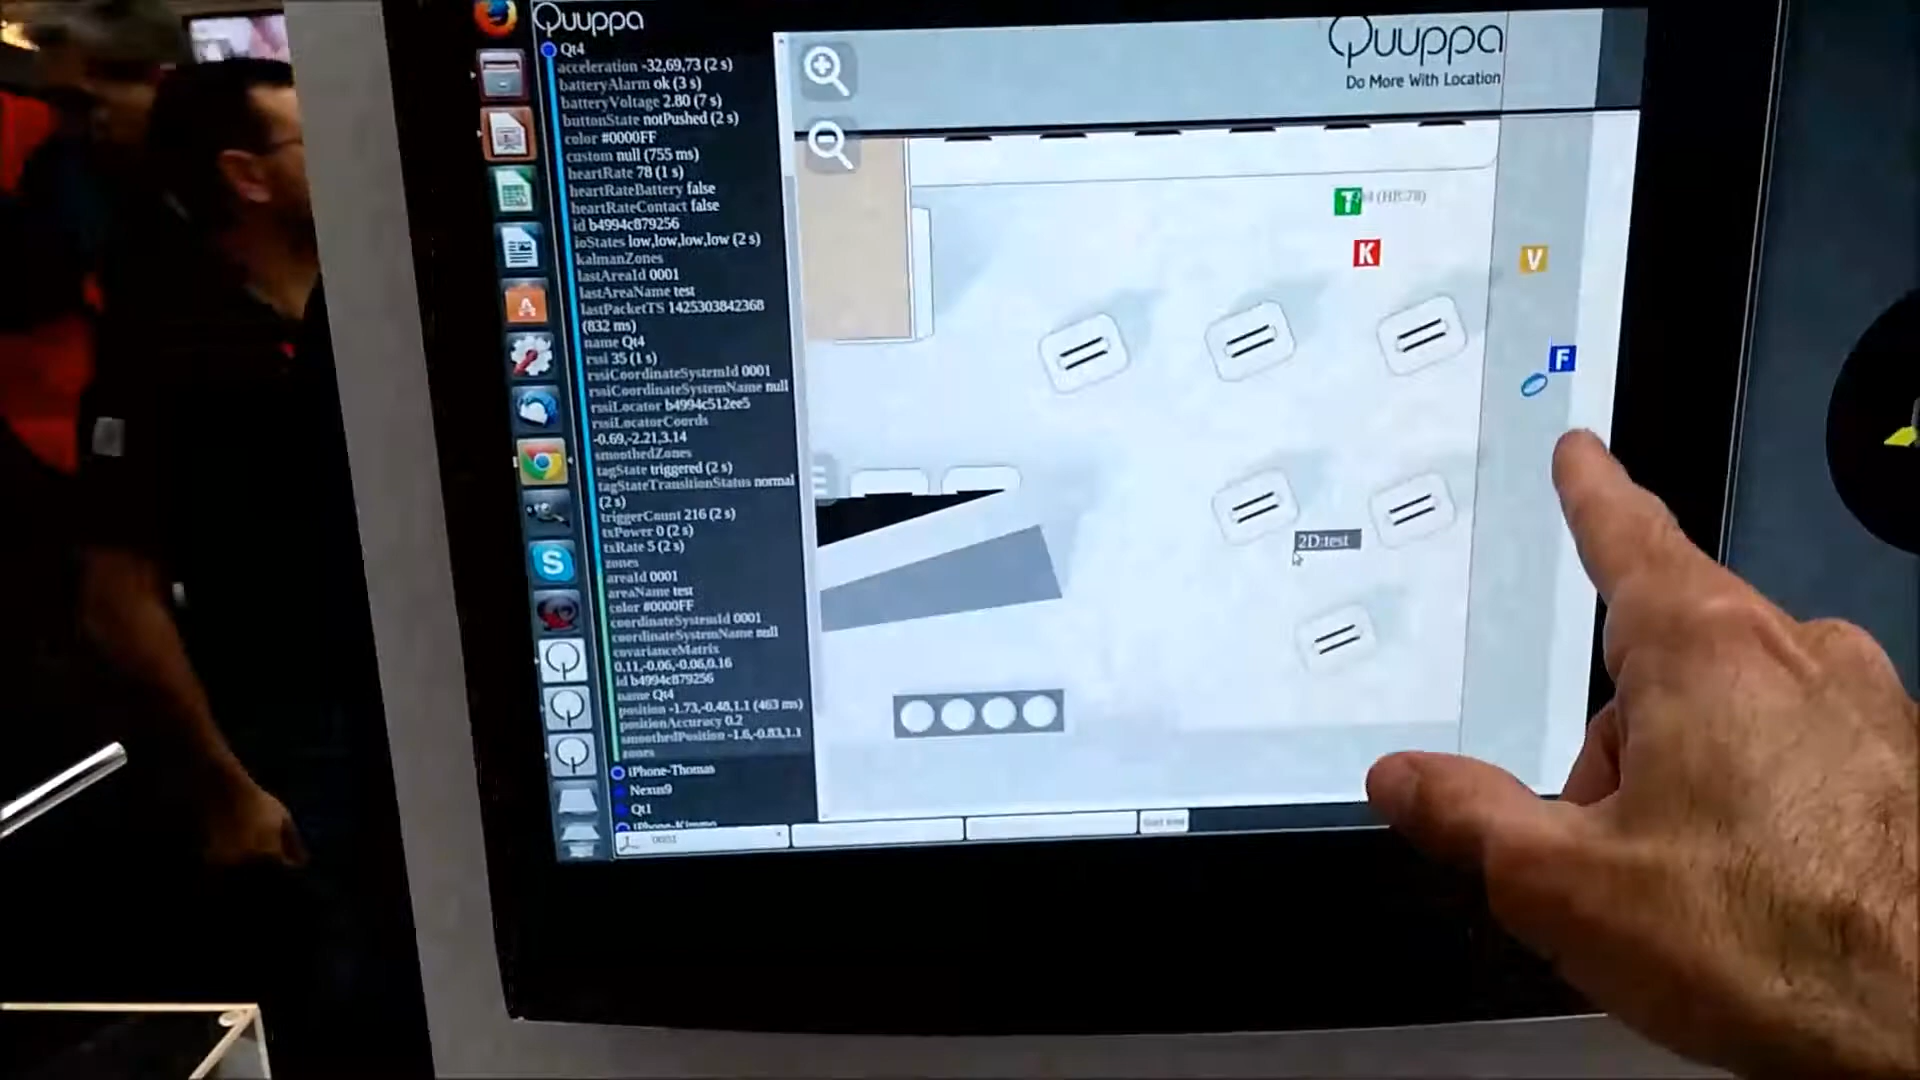 Quuppa
Qt4
acceleration -32,69,73 (2 s)
batteryAlarm ok (3 s)
batteryVoltage 2.80 (7 s)
buttonState notPushed (2 s)
color #0000FF
custom null (755 ms)
heartRate 78 (1 s)
heartRateBattery false
heartRateContact false
id b4994c879256
ioStates low,low,low,low (2 s)
kalmanZones
lastAreaId 0001
lastAreaName test
lastPacketTS 1425303842368
(832 ms)
name Qt4
rssi 35 (1 s)
rssiCoordinateSystemId 0001
rssiCoordinateSystemName null
rssiLocator b4994c512ee5
rssiLocatorCoords
-0.69,-2.21,3.14
smoothedZones
tagState triggered (2 s)
tagStateTransitionStatus normal
(2 s)
triggerCount 216 (2 s)
txPower 0 (2 s)
txRate 5 (2 s)
zones
areaId 0001
areaName test
color #0000FF
coordinateSystemId 0001
coordinateSystemName null
covarianceMatrix
0.11,-0.06,-0.06,0.16
id b4994c879256
name Qt4
position -1.73,-0.48,1.1 (463 ms)
positionAccuracy 0.2
smoothedPosition -1.6,-0.83,1.1
zones
iPhone-Thomas
Nexus9
Qt1
iPhone-Kimmo
0001
Quuppa
Do More With Location
T
(HR:78)
K
V
F
2D:test